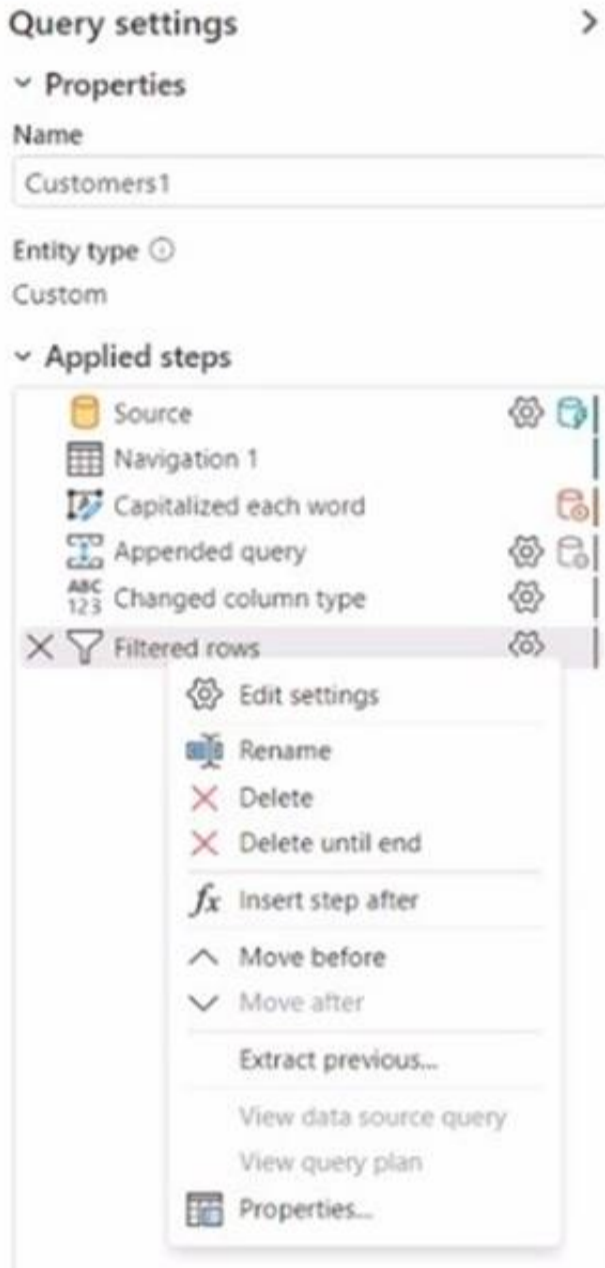 Query settings
Properties
Name
Customers1
Entity type
Custom
Applied steps
Source
Navigation 1
Capitalized each word
Appended query
ABC
123 Changed column type
Filtered rows
Edit settings
Rename
Delete
Delete until end
fx Insert step after
Move before
Move after
Extract previous...
View data source query
View query plan
Properties...